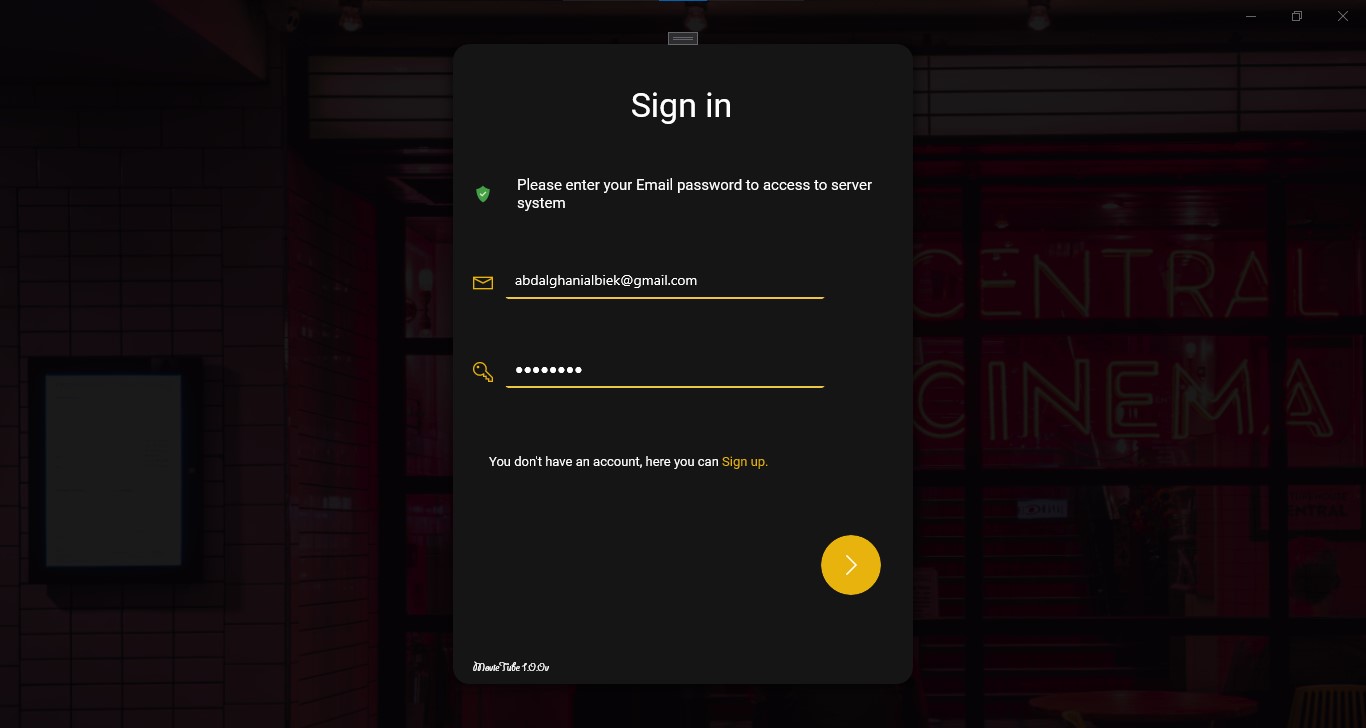 Sign in
Please enter your Email password to access to server
system
abdalghanialbiek@gmail.com
••••••••
You don't have an account, here you can Sign up.
MovieTube 1.0.0v
CENTRAL
CINEMA